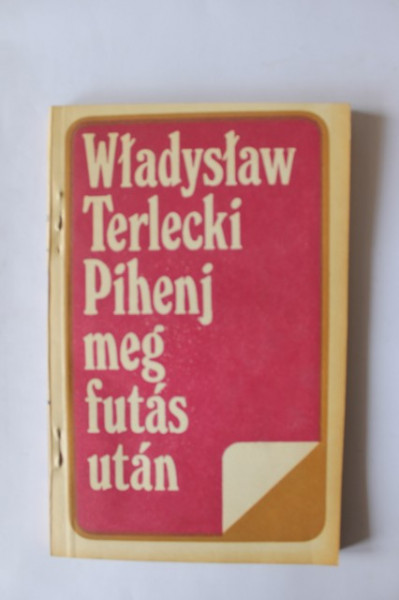 Władysław
Terlecki
Pihenj
meg
futás
után